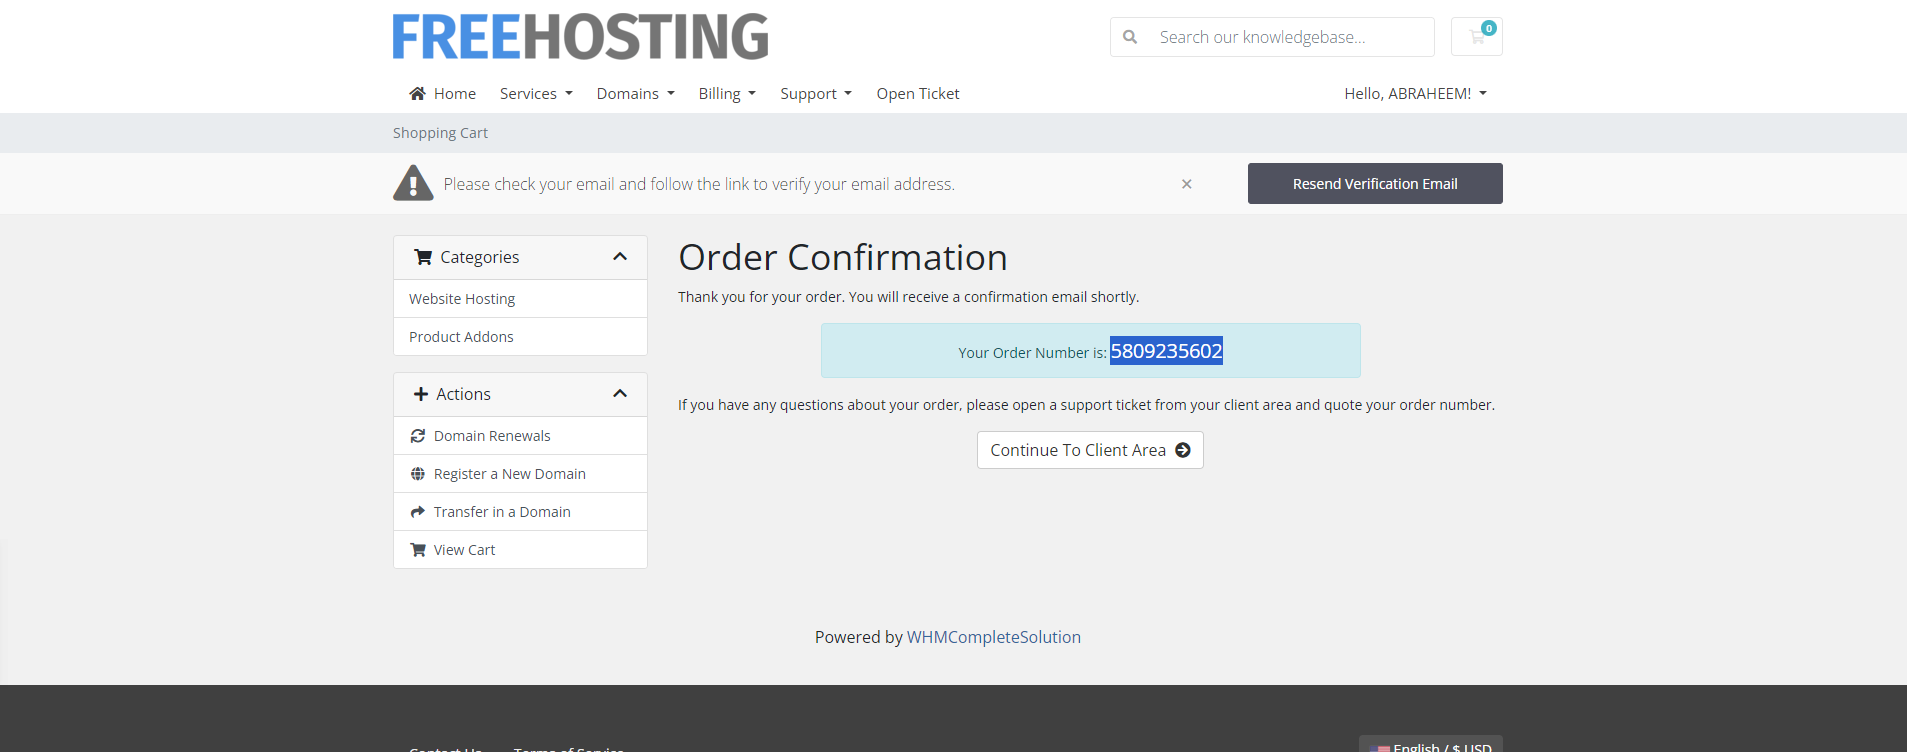 FREEHOSTING
Search our knowledgebase...
0
Home Services Domains Billing Support Open Ticket Hello, ABRAHEEM!
Shopping Cart
Please check your email and follow the link to verify your email address. × Resend Verification Email
Categories
Website Hosting
Product Addons
Actions
Domain Renewals
Register a New Domain
Transfer in a Domain
View Cart
Order Confirmation
Thank you for your order. You will receive a confirmation email shortly.
Your Order Number is: 5809235602
If you have any questions about your order, please open a support ticket from your client area and quote your order number.
Continue To Client Area
Powered by WHMCompleteSolution
Contact Us Terms of Service English / $ USD